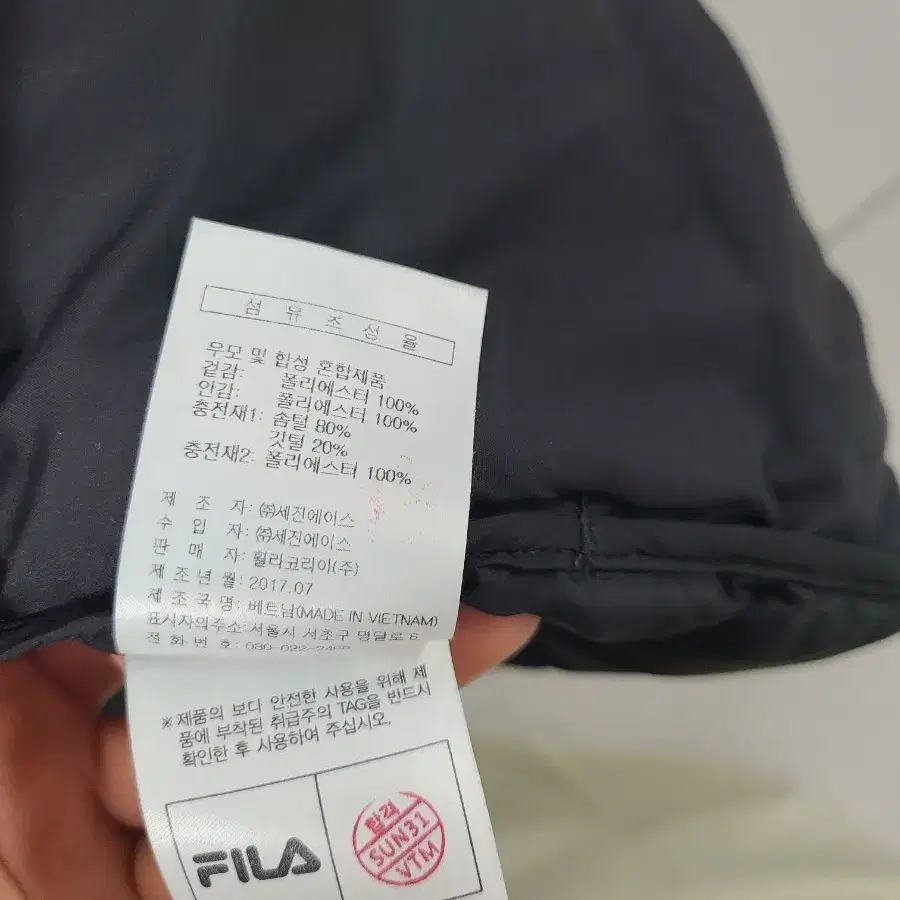 섬 유 조 성 율
우모 및 합성 혼합제품
겉감: 폴리에스터 100%
안감: 폴리에스터 100%
충전재1: 솜털 80%
깃털 20%
충전재2: 폴리에스터 100%
제 조 자: ㈜세진에이스
수 입 자: ㈜세진에이스
판 매 자: 휠라코리아(주)
제조년월: 2017.07
제조국명: 베트남(MADE IN VIETNAM)
표시자의주소: 서울시 서초구 명달로 6
전화번호: 080-022-
※제품의 보다 안전한 사용을 위해 제
품에 부착된 취급주의 TAG을 반드시
확인한 후 사용하여 주십시오.
FILA
합격
SUN31
VTM